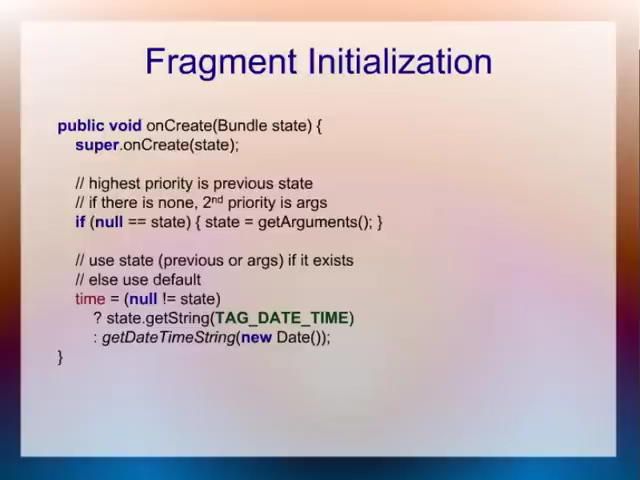 Fragment Initialization
public void onCreate(Bundle state) {
super.onCreate(state);
// highest priority is previous state
// if there is none, 2nd priority is args
if (null == state) { state = getArguments(); }
// use state (previous or args) if it exists
// else use default
time = (null != state)
? state.getString(TAG_DATE_TIME)
: getDateTimeString(new Date());
}